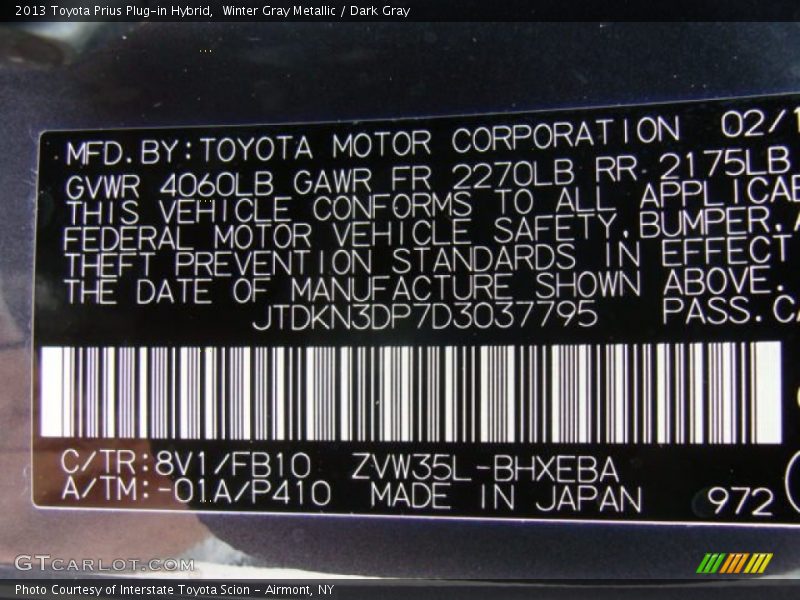 2013 Toyota Prius Plug-in Hybrid,  Winter Gray Metallic / Dark Gray
MFD.BY:TOYOTA MOTOR CORPORATION 02/1
GVWR 4060LB GAWR FR 2270LB RR 2175LB
THIS VEHICLE CONFORMS TO ALL APPLICAB
FEDERAL MOTOR VEHICLE SAFETY,BUMPER,A
THEFT PREVENTION STANDARDS IN EFFECT
THE DATE OF MANUFACTURE SHOWN ABOVE.
JTDKN3DP7D3037795 PASS.CA
C/TR:8V1/FB10 ZVW35L-BHXEBA
A/TM:-01A/P410 MADE IN JAPAN 972
GTCARLOT.COM
Photo Courtesy of Interstate Toyota Scion - Airmont, NY